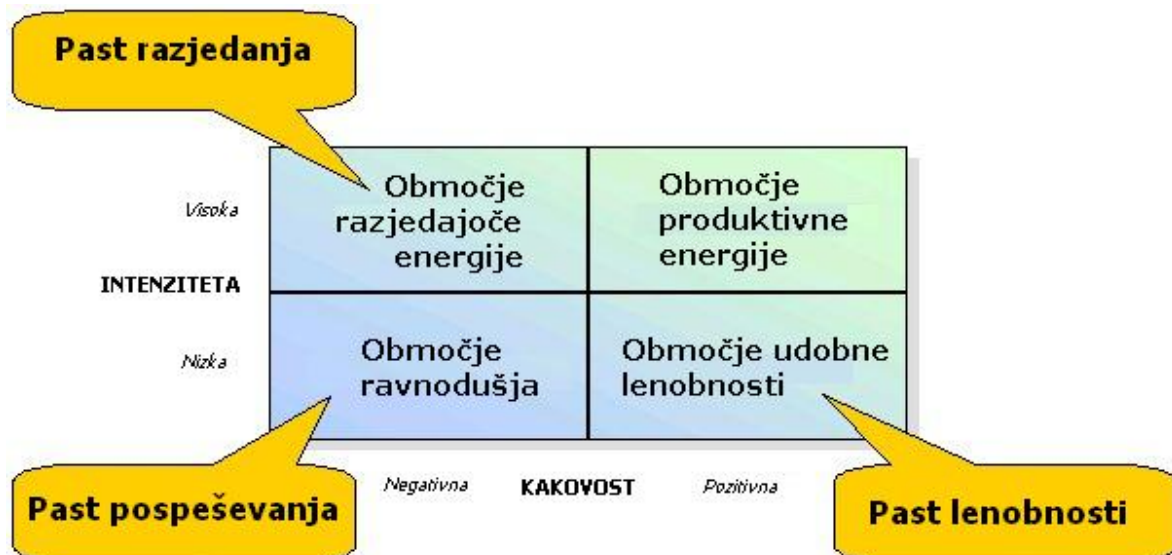 Past razjedanja
Visoka
Območje
razjedajoče
energije
Območje
produktivne
energije
INTENZITETA
Nizka
Območje
ravnodušja
Območje udobne
lenobnosti
Negativna
KAKOVOST
Pozitivna
Past pospeševanja
Past lenobnosti